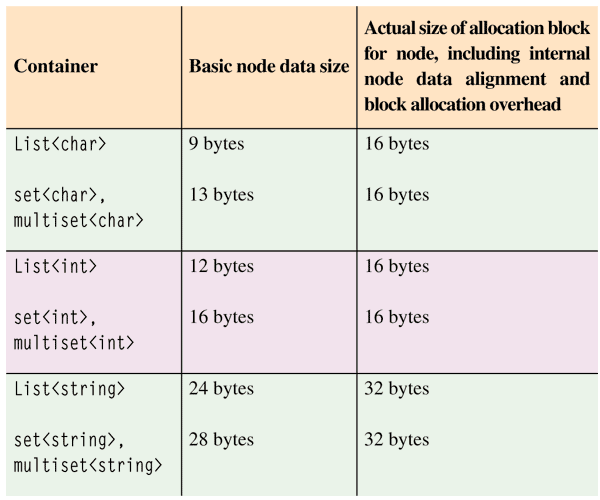 Container
Basic node data size
Actual size of allocation block
for node, including internal
node data alignment and
block allocation overhead
List<char>
9 bytes
16 bytes
set<char>,
multiset<char>
13 bytes
16 bytes
List<int>
12 bytes
16 bytes
set<int>,
multiset<int>
16 bytes
16 bytes
List<string>
24 bytes
32 bytes
set<string>,
multiset<string>
28 bytes
32 bytes